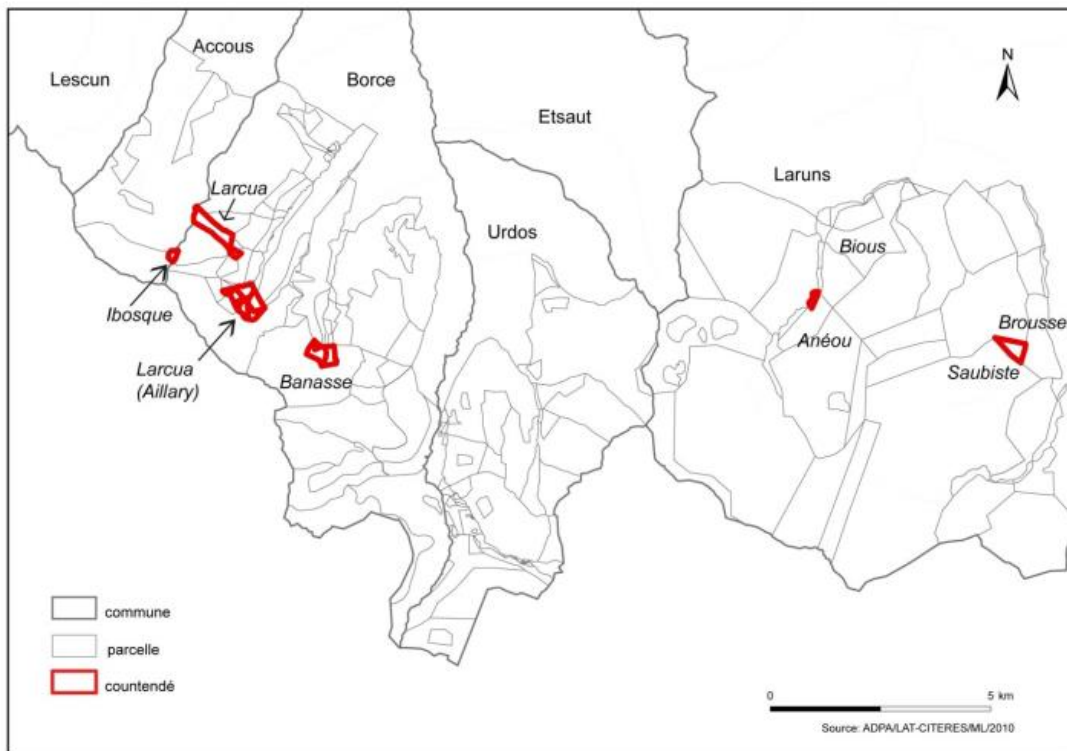 Accous
Lescun
Borce
N
Etsaut
Laruns
Larcua
Urdos
Bious
Ibosque
Brousse
Anéou
Larcua
(Aillary)
Banasse
Saubiste
commune
parcelle
countendé
0
5 km
Source: ADPA/LAT-CITERES/ML/2010